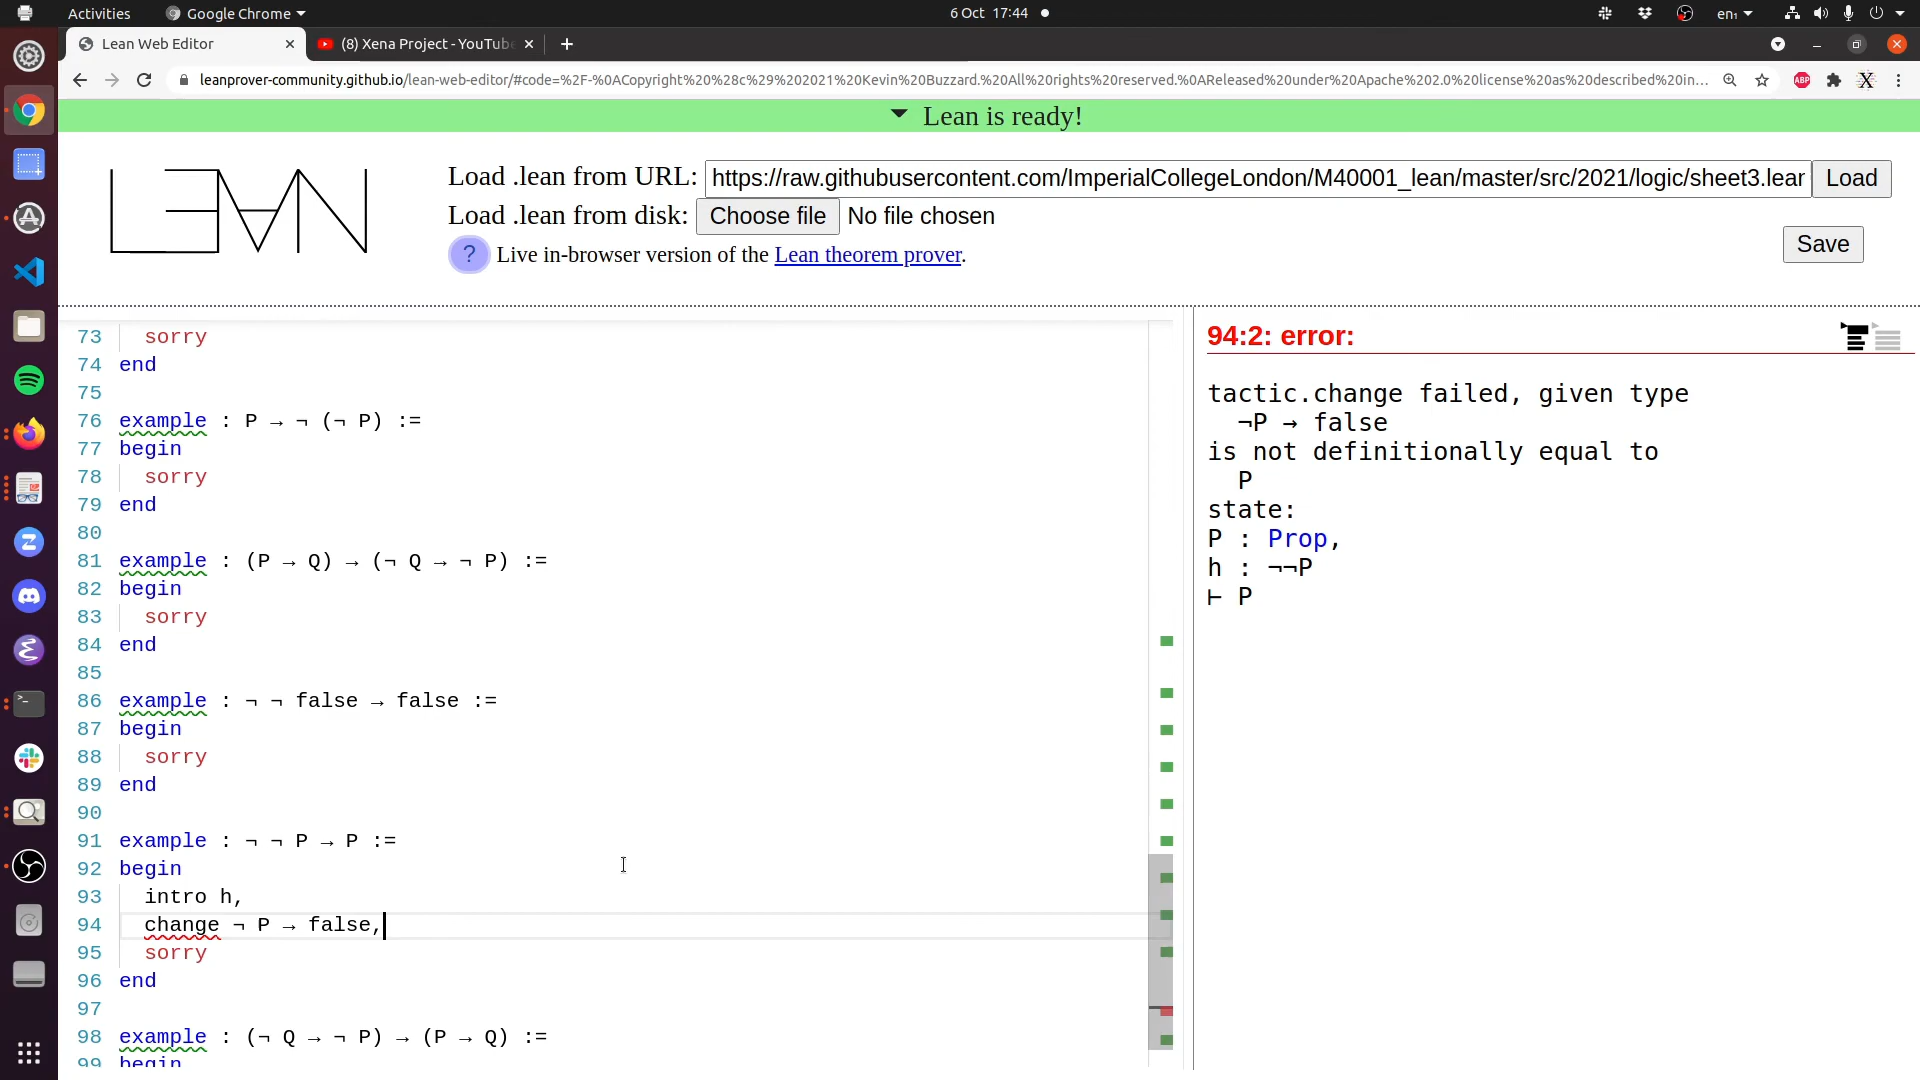 Activities
Google Chrome
6 Oct 17:44
en₁
Lean Web Editor
(8) Xena Project - YouTube
leanprover-community.github.io/lean-web-editor/#code=%2F-%0ACopyright%20%28c%29%202021%20Kevin%20Buzzard.%20All%20rights%20reserved.%0AReleased%20under%20Apache%202.0%20license%20as%20described%20in...
ABP
X
Lean is ready!
LEAN
Load .lean from URL: https://raw.githubusercontent.com/ImperialCollegeLondon/M40001_lean/master/src/2021/logic/sheet3.lean Load
Load .lean from disk: Choose file No file chosen
? Live in-browser version of the Lean theorem prover.
Save
73 sorry
74 end
75
76 example : P → ¬ (¬ P) :=
77 begin
78 sorry
79 end
80
81 example : (P → Q) → (¬ Q → ¬ P) :=
82 begin
83 sorry
84 end
85
86 example : ¬ ¬ false → false :=
87 begin
88 sorry
89 end
90
91 example : ¬ ¬ P → P :=
92 begin
93 intro h,
94 change ¬ P → false,
95 sorry
96 end
97
98 example : (¬ Q → ¬ P) → (P → Q) :=
99 begin
94:2: error:
tactic.change failed, given type
¬P → false
is not definitionally equal to
P
state:
P : Prop,
h : ¬¬P
⊢ P